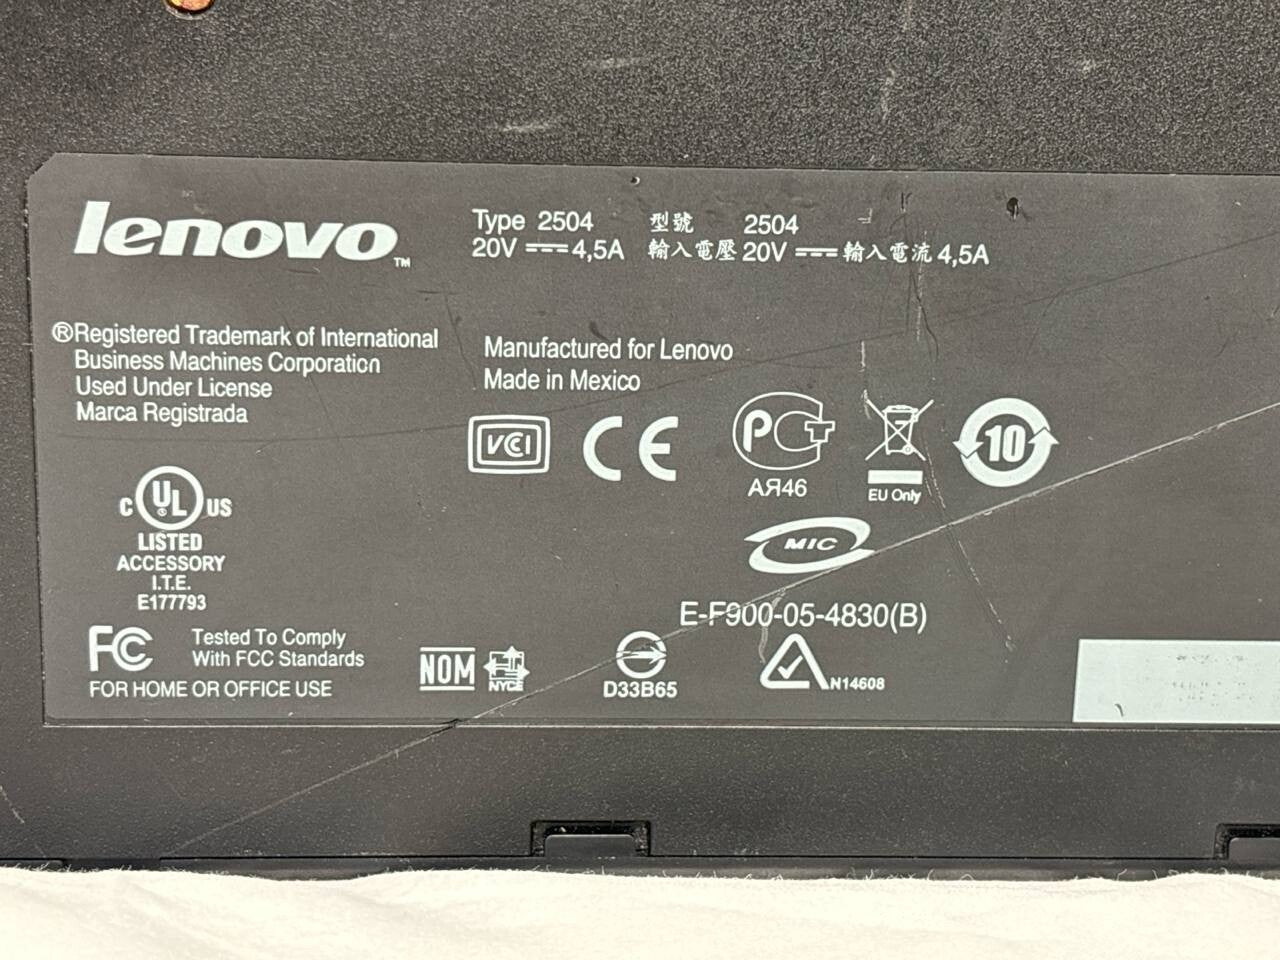 lenovo™
Type 2504 型號 2504
20V 4,5A 輸入電壓 20V 輸入電流 4,5A
®Registered Trademark of International
Business Machines Corporation
Used Under License
Marca Registrada
Manufactured for Lenovo
Made in Mexico
VCI
CE
PCT
АЯ46
EU Only
10
C UL ® US
LISTED
ACCESSORY
I.T.E.
E177793
MIC
E-F900-05-4830(B)
FC Tested To Comply
With FCC Standards
FOR HOME OR OFFICE USE
NOM
NYCE
D33B65
N14608